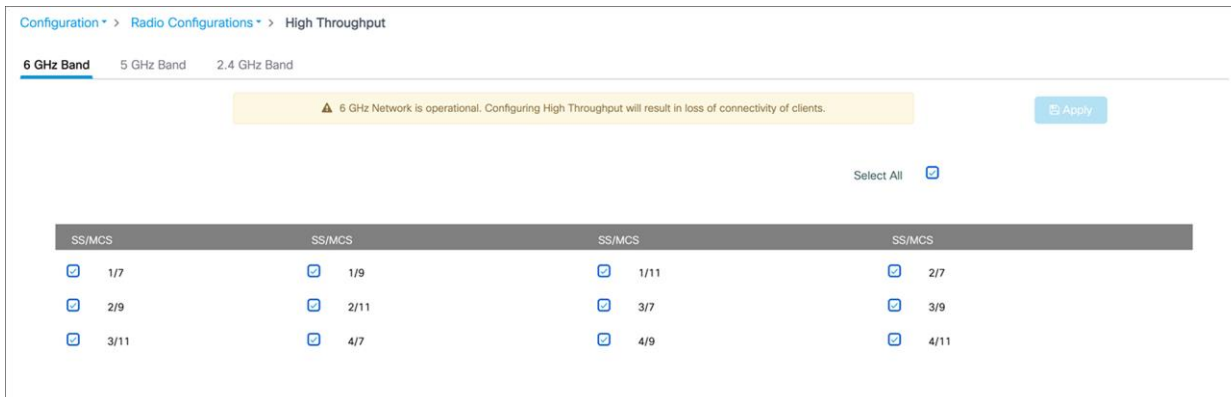 Configuration > Radio Configurations > High Throughput
6 GHz Band 5 GHz Band 2.4 GHz Band
6 GHz Network is operational. Configuring High Throughput will result in loss of connectivity of clients.
Apply
Select All
SS/MCS SS/MCS SS/MCS SS/MCS
1/7 1/9 1/11 2/7
2/9 2/11 3/7 3/9
3/11 4/7 4/9 4/11